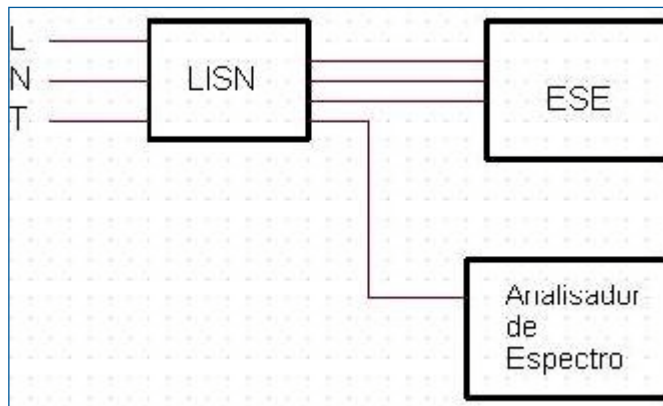 L
N
T
LISN
ESE
Analisador
de
Espectro